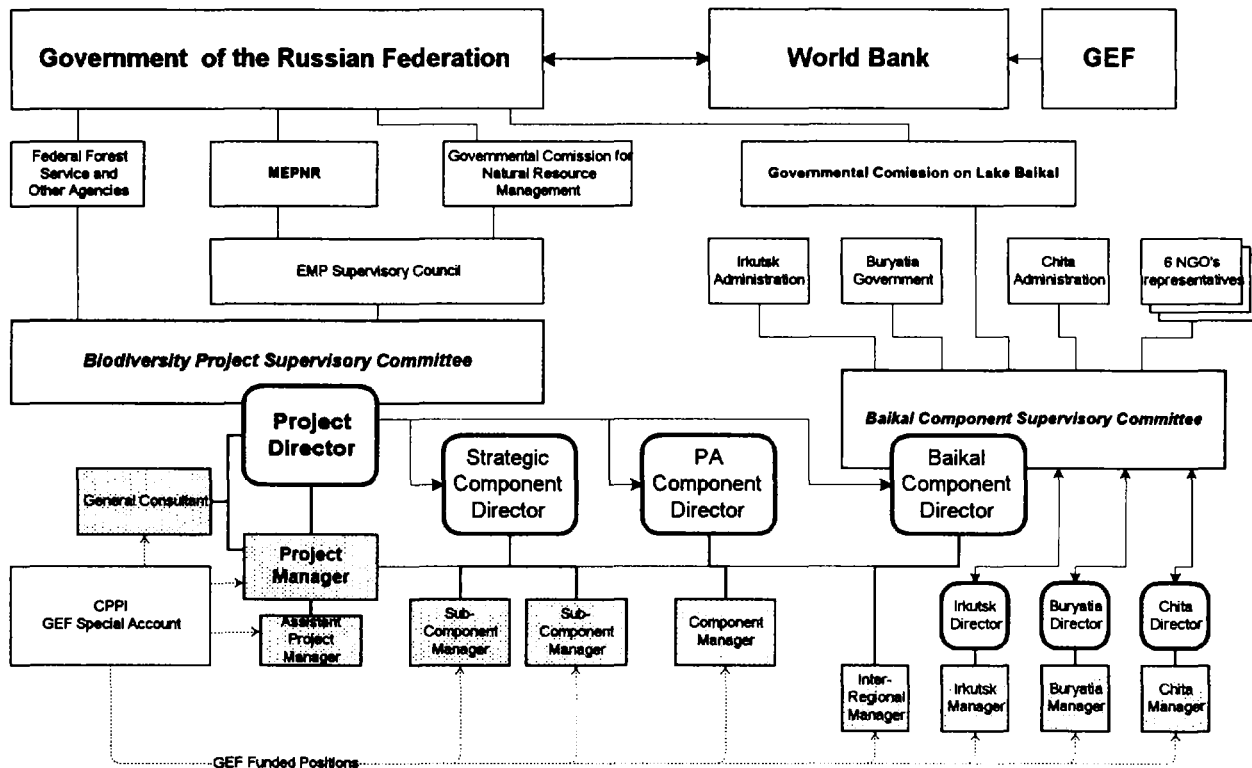 Government of the Russian Federation
World Bank
GEF
Federal Forest
Service and
Other Agencies
MEPNR
Governmental Comission for
Natural Resource
Management
Governmental Comission on Lake Baikal
EMP Supervisory Council
Irkutsk
Administration
Buryatia
Government
Chita
Administration
6 NGO's
representatives
Biodiversity Project Supervisory Committee
Baikal Component Supervisory Committee
Project
Director
Strategic
Component
Director
PA
Component
Director
Baikal
Component
Director
General Consultant
Project
Manager
CPPI
GEF Special Account
Assistant
Project
Manager
Sub-
Component
Manager
Sub-
Component
Manager
Component
Manager
Irkutsk
Director
Buryatia
Director
Chita
Director
Inter-
Regional
Manager
Irkutsk
Manager
Buryatia
Manager
Chita
Manager
GEF Funded Positions